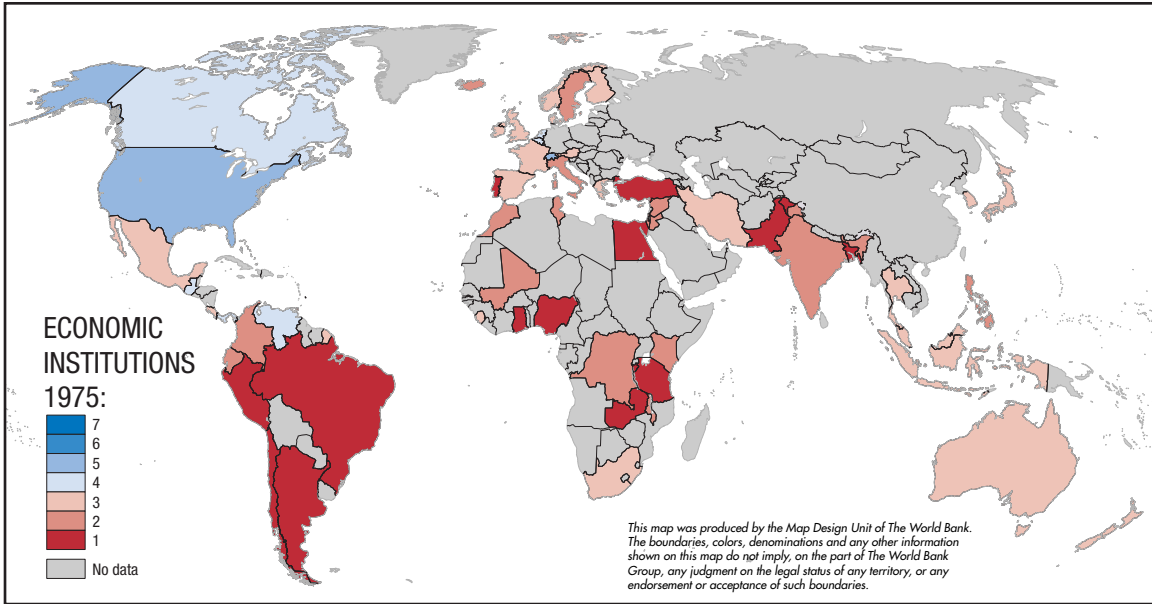 ECONOMIC
INSTITUTIONS
1975:
7
6
5
4
3
2
1
No data
This map was produced by the Map Design Unit of The World Bank.
The boundaries, colors, denominations and any other information
shown on this map do not imply, on the part of The World Bank
Group, any judgment on the legal status of any territory, or any
endorsement or acceptance of such boundaries.